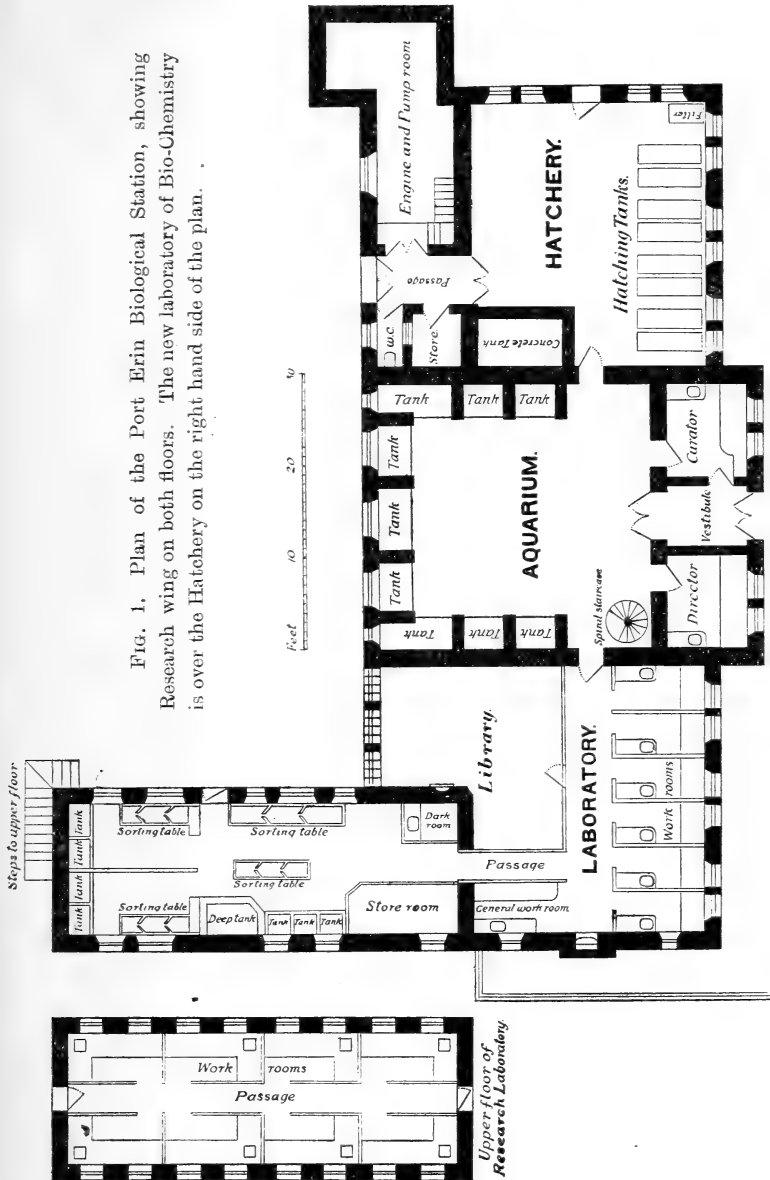 FIG. 1. Plan of the Port Erin Biological Station, showing
Research wing on both floors. The new laboratory of Bio-Chemistry
is over the Hatchery on the right hand side of the plan.
Feet
10
20
30
Steps to upper floor
Tank
Tank
Tank
Tank
Sorting table
Sorting table
Sorting table
Sorting table
Deep tank
Tank
Tank
Tank
Dark
room
Store room
Library.
Passage
General work room
LABORATORY.
Work rooms
Work rooms
Passage
Upper floor of
Research Laboratory.
Tank
Tank
Tank
Tank
Tank
Tank
Tank
Tank
Tank
AQUARIUM.
Spiral staircase
Director
Vestibule
Curator
W.C.
Store.
Passage
Engine and Pump room
Concrete Tank
HATCHERY.
Hatching Tanks.
Filter